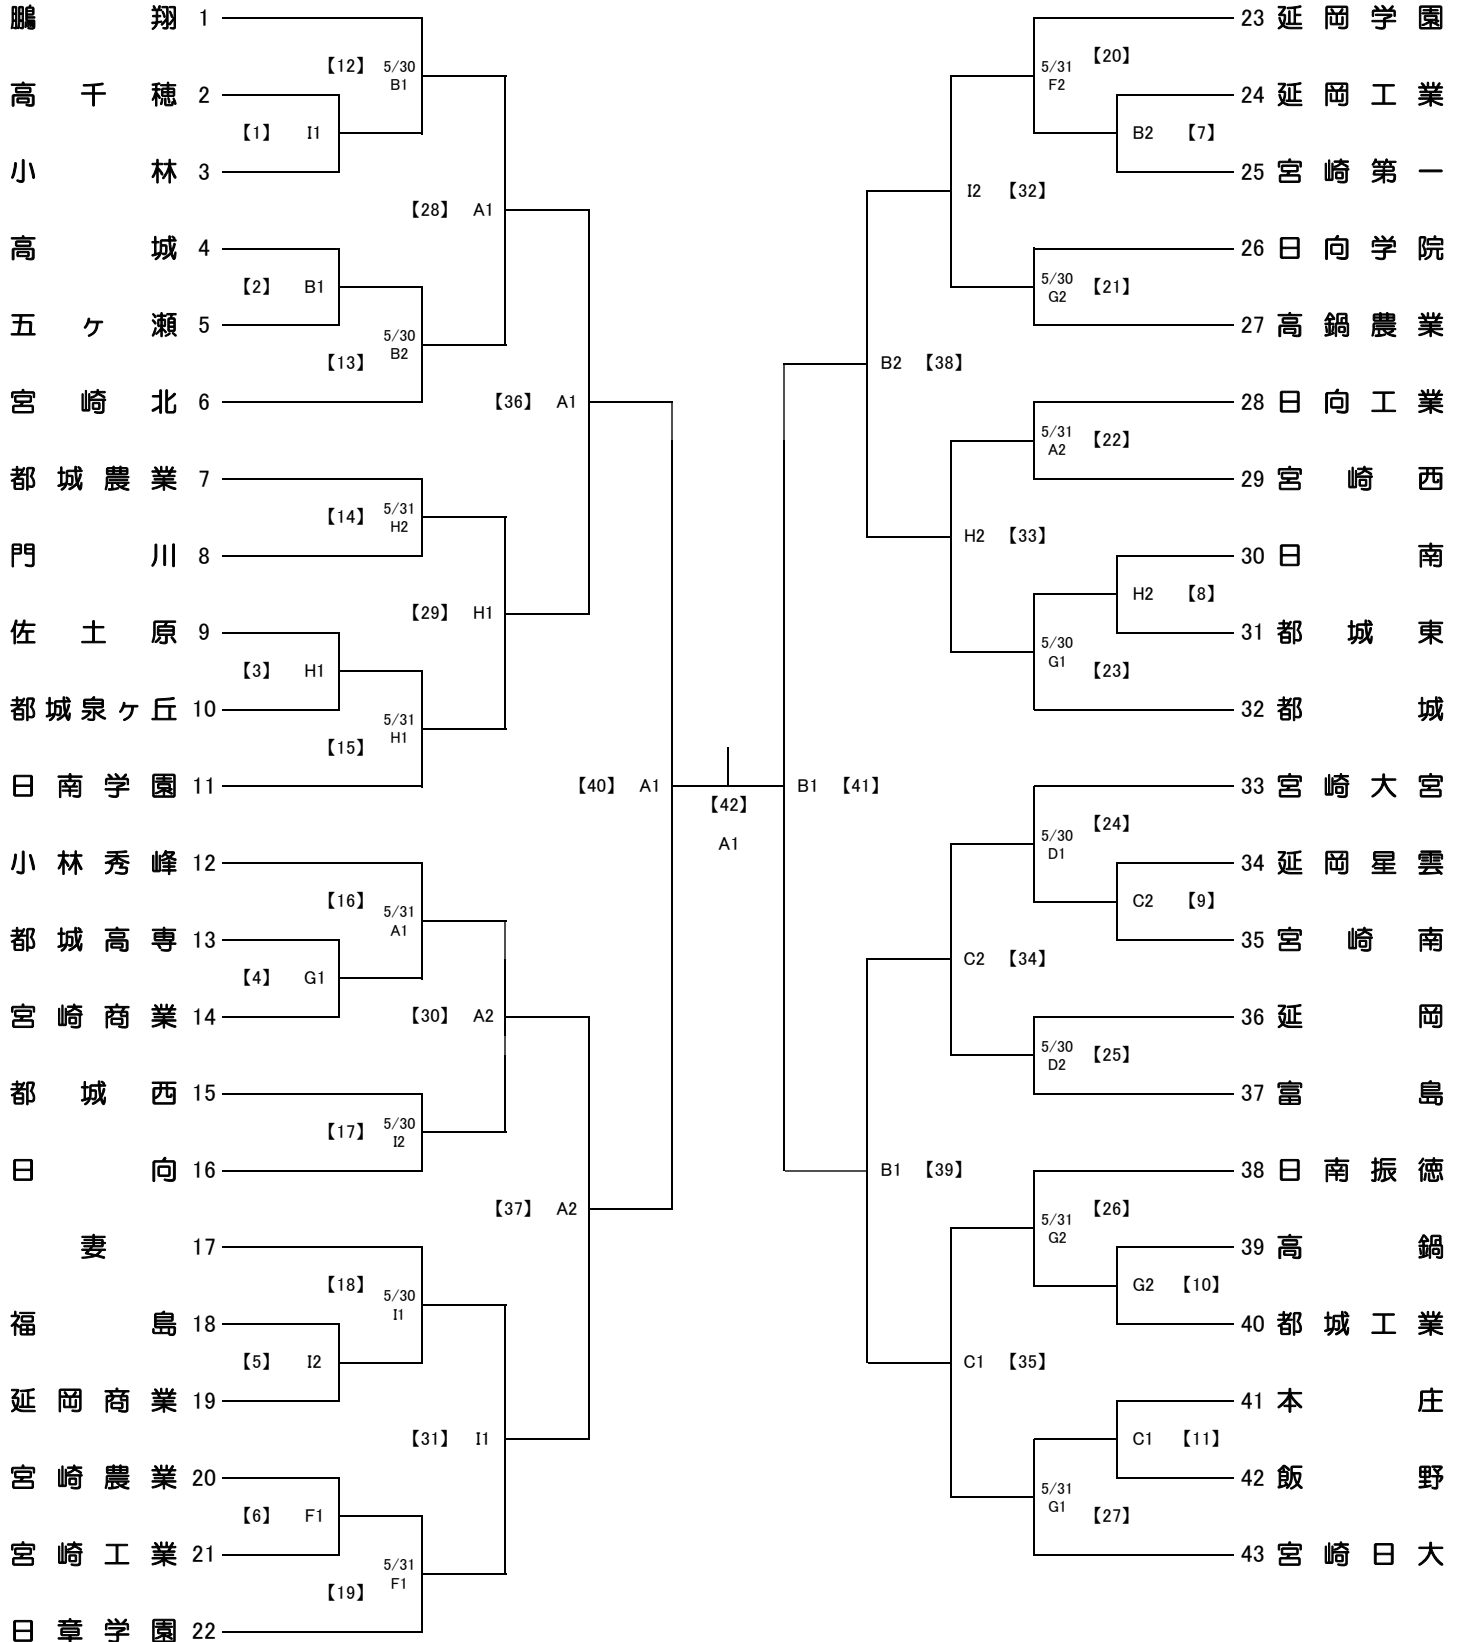 鵬翔 1
【12】 5/30 B1
高千穂 2
【1】 I1
小林 3
【28】 A1
高城 4
【2】 B1
五ヶ瀬 5
【13】 5/30 B2
宮崎北 6
【36】 A1
都城農業 7
【14】 5/31 H2
門川 8
【29】 H1
佐土原 9
【3】 H1
都城泉ヶ丘 10
【15】 5/31 H1
日南学園 11
【40】 A1
小林秀峰 12
【16】 5/31 A1
都城高専 13
【4】 G1
宮崎商業 14
【30】 A2
都城西 15
【17】 5/30 I2
日向 16
【37】 A2
妻 17
【18】 5/30 I1
福島 18
【5】 I2
延岡商業 19
【31】 I1
宮崎農業 20
【6】 F1
宮崎工業 21
【19】 5/31 F1
日章学園 22
【42】
A1
23 延岡学園
5/31 F2 【20】
24 延岡工業
B2 【7】
25 宮崎第一
I2 【32】
26 日向学院
5/30 G2 【21】
27 高鍋農業
B2 【38】
28 日向工業
5/31 A2 【22】
29 宮崎西
H2 【33】
30 日南
H2 【8】
31 都城東
5/30 G1 【23】
32 都城
B1 【41】
33 宮崎大宮
5/30 D1 【24】
34 延岡星雲
C2 【9】
35 宮崎南
C2 【34】
36 延岡
5/30 D2 【25】
37 富島
B1 【39】
38 日南振徳
5/31 G2 【26】
39 高鍋
G2 【10】
40 都城工業
C1 【35】
41 本庄
C1 【11】
42 飯野
5/31 G1 【27】
43 宮崎日大